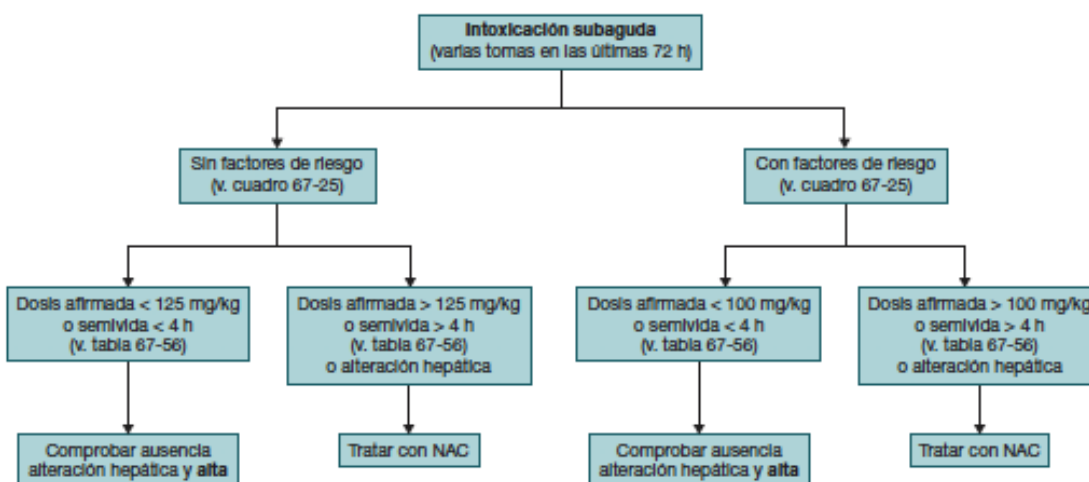 Intoxicación subaguda
(varias tomas en las últimas 72 h)
Sin factores de riesgo
(v. cuadro 67-25)
Con factores de riesgo
(v. cuadro 67-25)
Dosis afirmada < 125 mg/kg
o semivida < 4 h
(v. tabla 67-56)
Dosis afirmada > 125 mg/kg
o semivida > 4 h
(v. tabla 67-56)
o alteración hepática
Dosis afirmada < 100 mg/kg
o semivida < 4 h
(v. tabla 67-56)
Dosis afirmada > 100 mg/kg
o semivida > 4 h
(v. tabla 67-56)
o alteración hepática
Comprobar ausencia
alteración hepática y alta
Tratar con NAC
Comprobar ausencia
alteración hepática y alta
Tratar con NAC